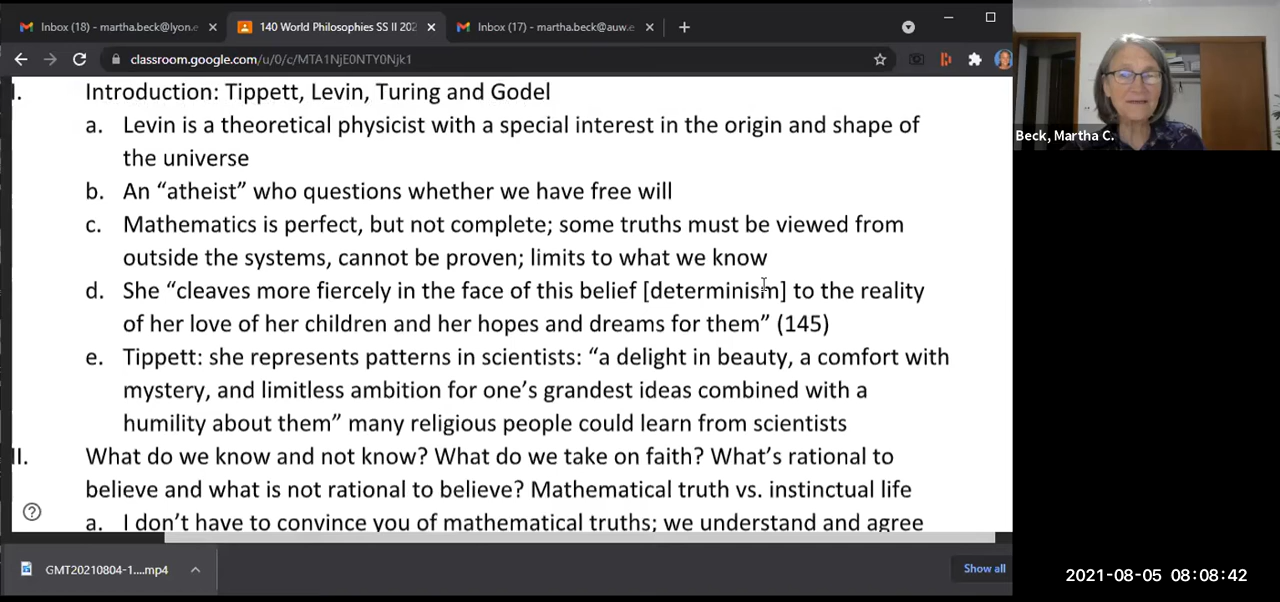 Inbox (18) - martha.beck@lyon.e
140 World Philosophies SS II 202
Inbox (17) - martha.beck@auw.e
classroom.google.com/u/0/c/MTA1NjE0NTY0Njk1
I. Introduction: Tippett, Levin, Turing and Godel
a. Levin is a theoretical physicist with a special interest in the origin and shape of
the universe
b. An “atheist” who questions whether we have free will
c. Mathematics is perfect, but not complete; some truths must be viewed from
outside the systems, cannot be proven; limits to what we know
d. She “cleaves more fiercely in the face of this belief [determinism] to the reality
of her love of her children and her hopes and dreams for them” (145)
e. Tippett: she represents patterns in scientists: “a delight in beauty, a comfort with
mystery, and limitless ambition for one’s grandest ideas combined with a
humility about them” many religious people could learn from scientists
II. What do we know and not know? What do we take on faith? What’s rational to
believe and what is not rational to believe? Mathematical truth vs. instinctual life
a. I don’t have to convince you of mathematical truths; we understand and agree
GMT20210804-1....mp4
Show all
Beck, Martha C.
2021-08-05 08:08:42